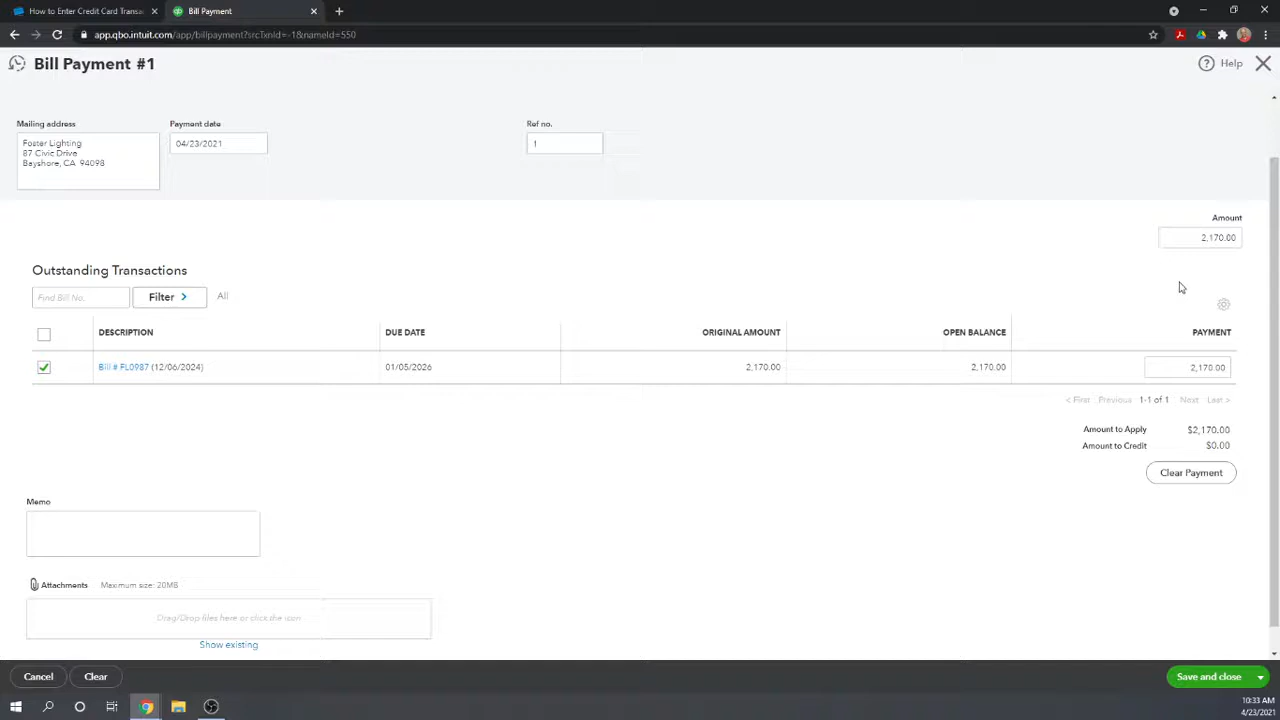 How to Enter Credit Card Transac
Bill Payment
app.qbo.intuit.com/app/billpayment?srcTxnId=-1&nameId=550
Bill Payment #1
Help
Mailing address
Payment date
Ref no.
Foster Lighting
87 Civic Drive
Bayshore, CA 94098
04/23/2021
1
Amount
2,170.00
Outstanding Transactions
Find Bill No.
Filter >
All
DESCRIPTION DUE DATE ORIGINAL AMOUNT OPEN BALANCE PAYMENT
Bill # FL0987 (12/06/2024) 01/05/2026 2,170.00 2,170.00 2,170.00
< First Previous 1-1 of 1 Next Last >
Amount to Apply $2,170.00
Amount to Credit $0.00
Clear Payment
Memo
Attachments Maximum size: 20MB
Drag/Drop files here or click the icon
Show existing
Cancel
Clear
Save and close
10:33 AM
4/23/2021